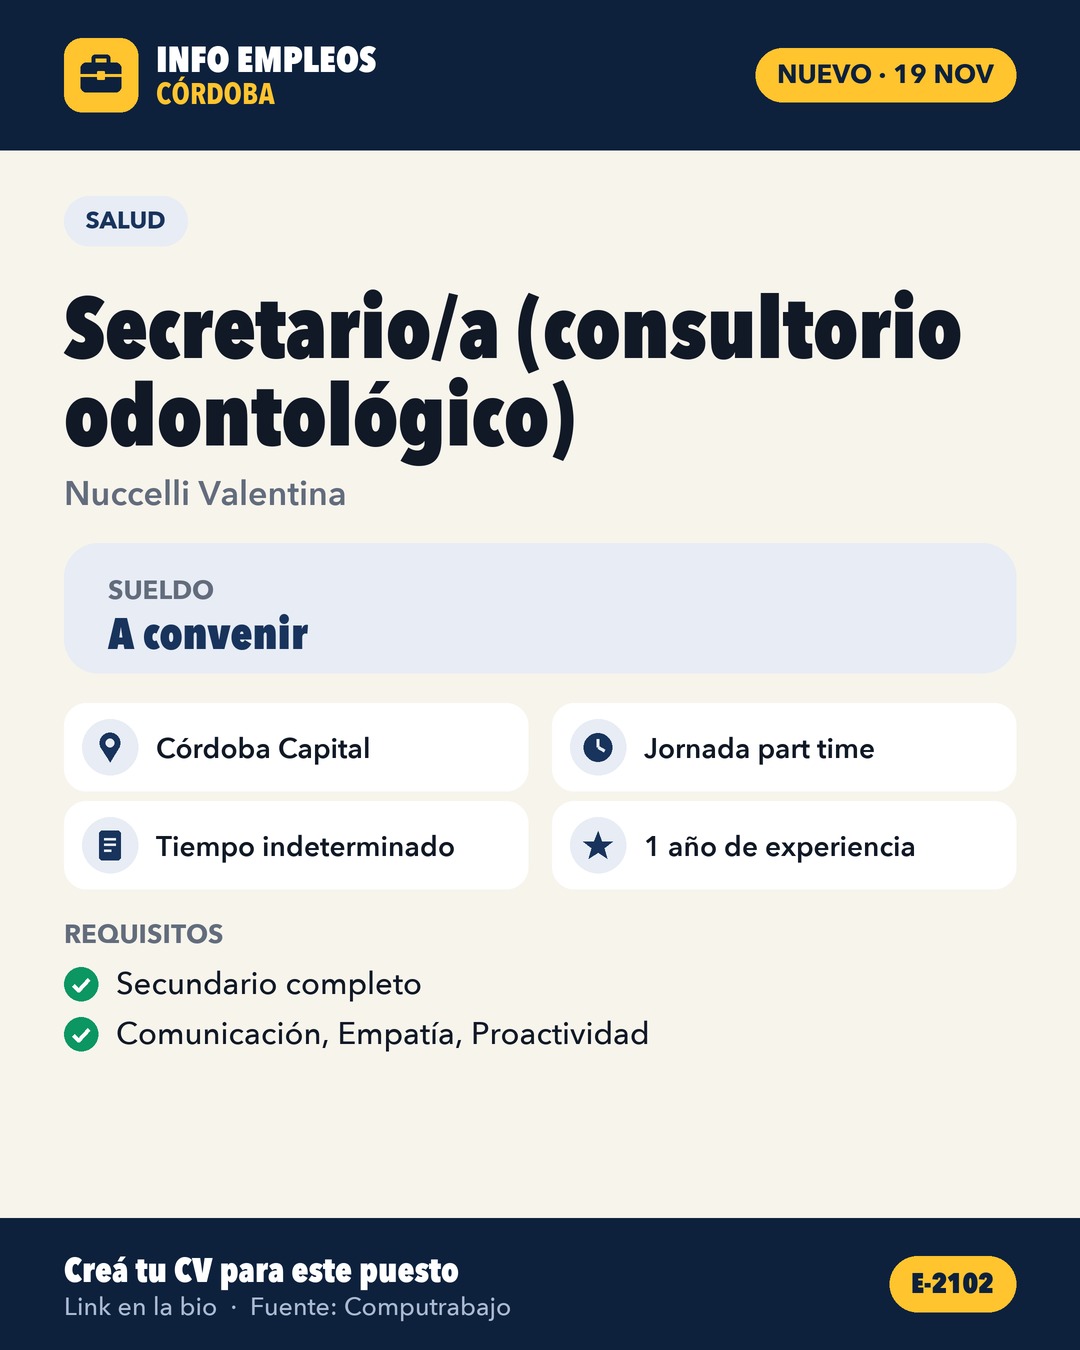 INFO EMPLEOS
CÓRDOBA
NUEVO · 19 NOV
SALUD
Secretario/a (consultorio
odontológico)
Nuccelli Valentina
SUELDO
A convenir
Córdoba Capital
Jornada part time
Tiempo indeterminado
1 año de experiencia
REQUISITOS
Secundario completo
Comunicación, Empatía, Proactividad
Creá tu CV para este puesto
Link en la bio · Fuente: Computrabajo
E-2102